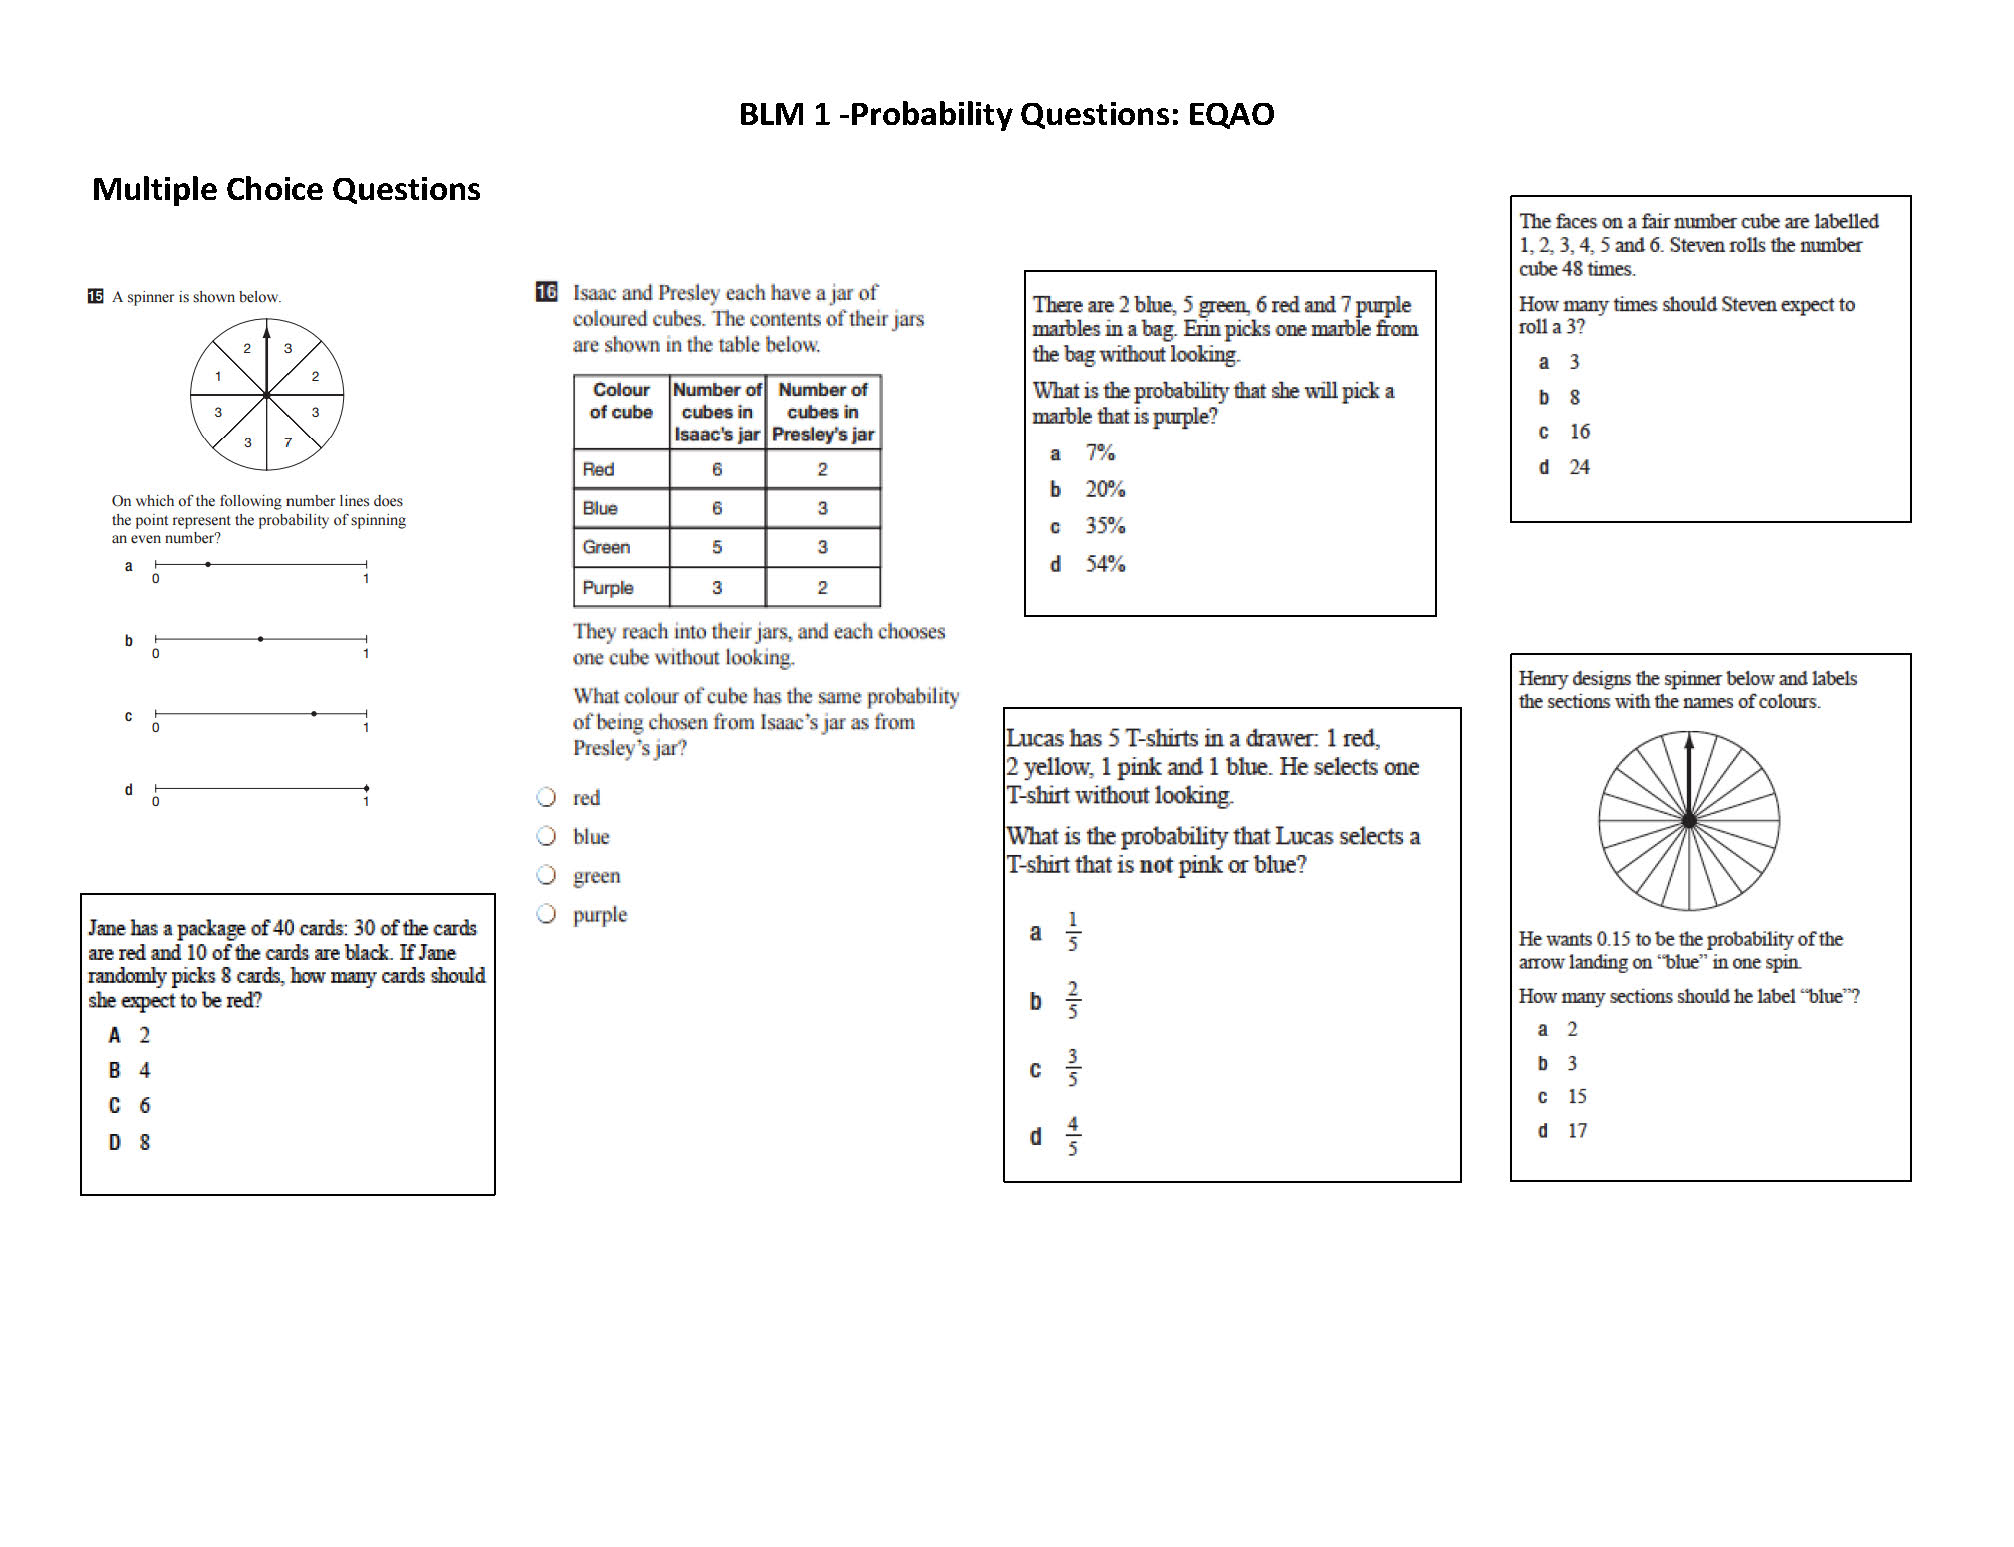 BLM 1 -Probability Questions: EQAO
Multiple Choice Questions
15 A spinner is shown below.
2 3
1 2
3 3
3 7
On which of the following number lines does
the point represent the probability of spinning
an even number?
a
0 1
b
0 1
c
0 1
d
0 1
Jane has a package of 40 cards: 30 of the cards
are red and 10 of the cards are black. If Jane
randomly picks 8 cards, how many cards should
she expect to be red?
A 2
B 4
C 6
D 8
16 Isaac and Presley each have a jar of
coloured cubes. The contents of their jars
are shown in the table below.
Colour Number of Number of
of cube cubes in cubes in
Isaac's jar Presley's jar
Red 6 2
Blue 6 3
Green 5 3
Purple 3 2
They reach into their jars, and each chooses
one cube without looking.
What colour of cube has the same probability
of being chosen from Isaac's jar as from
Presley's jar?
red
blue
green
purple
There are 2 blue, 5 green, 6 red and 7 purple
marbles in a bag. Erin picks one marble from
the bag without looking.
What is the probability that she will pick a
marble that is purple?
a 7%
b 20%
c 35%
d 54%
Lucas has 5 T-shirts in a drawer: 1 red,
2 yellow, 1 pink and 1 blue. He selects one
T-shirt without looking.
What is the probability that Lucas selects a
T-shirt that is not pink or blue?
a 1/5
b 2/5
c 3/5
d 4/5
The faces on a fair number cube are labelled
1, 2, 3, 4, 5 and 6. Steven rolls the number
cube 48 times.
How many times should Steven expect to
roll a 3?
a 3
b 8
c 16
d 24
Henry designs the spinner below and labels
the sections with the names of colours.
He wants 0.15 to be the probability of the
arrow landing on “blue” in one spin.
How many sections should he label “blue”?
a 2
b 3
c 15
d 17